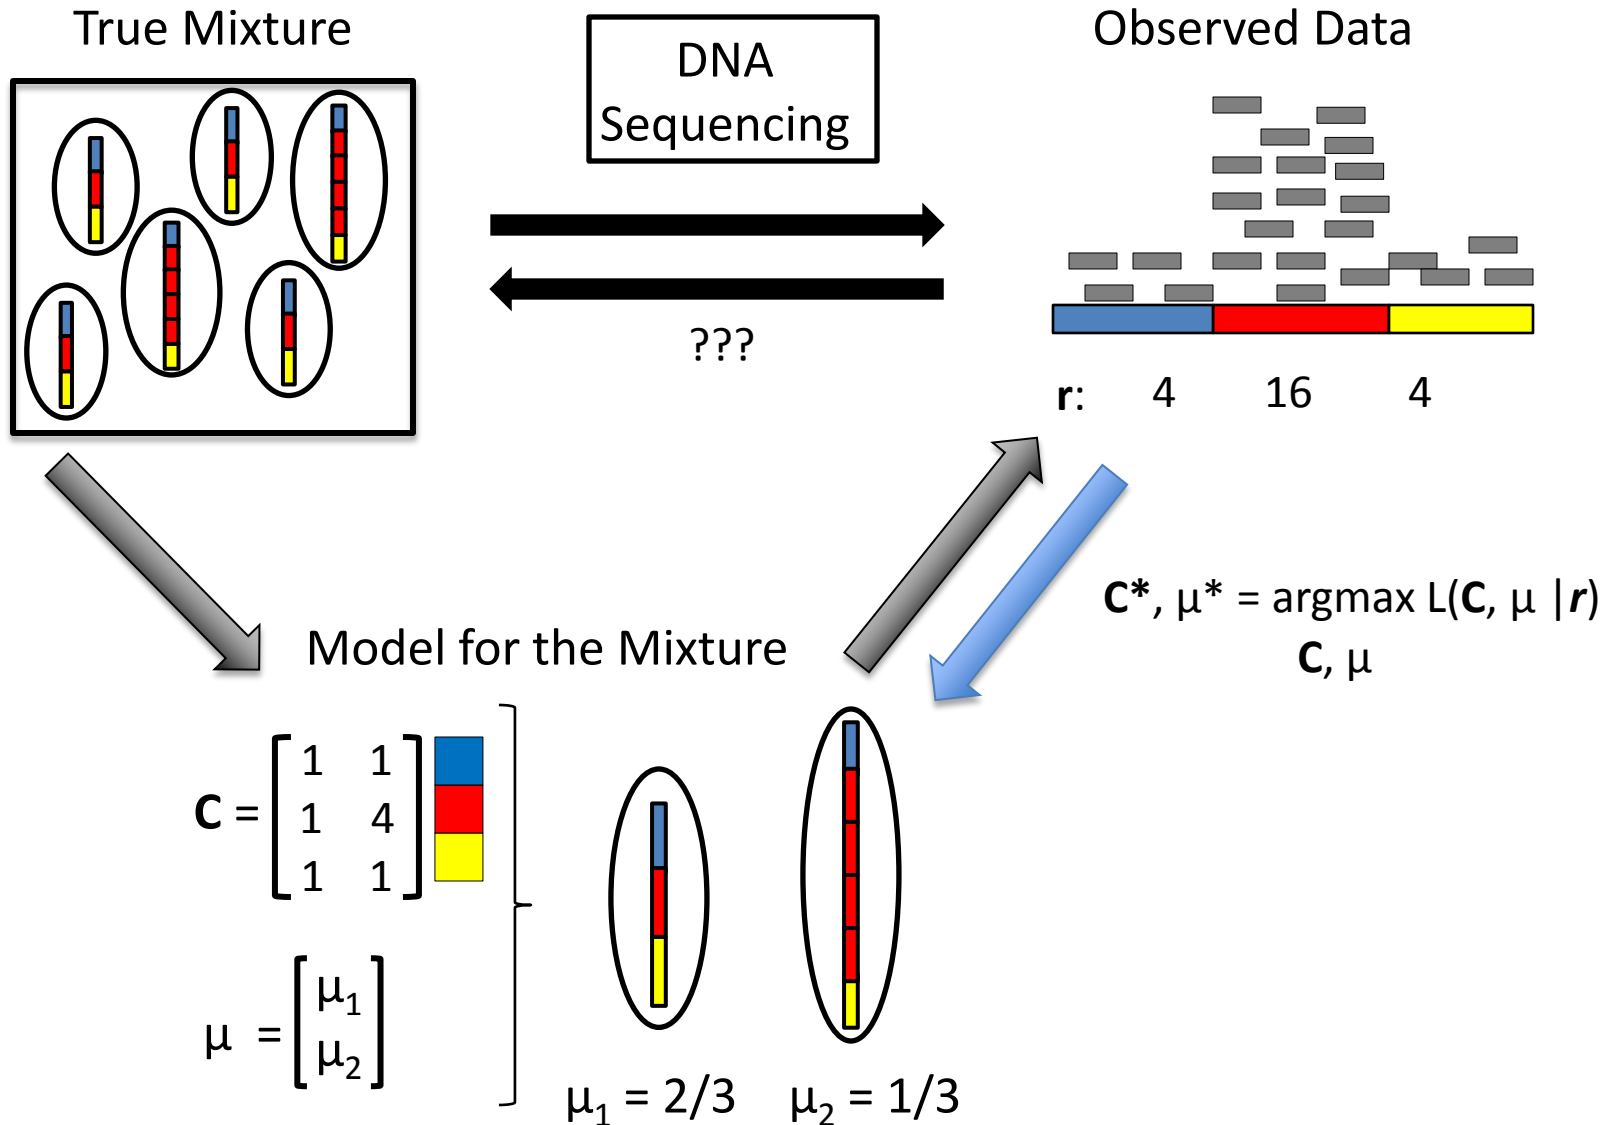 True Mixture
DNA
Sequencing
Observed Data
???
r: 4 16 4
C*, μ* = argmax L(C, μ |r)
C, μ
Model for the Mixture
C = [ 1 1
1 4
1 1 ]
μ = [ μ1
μ2 ]
μ1 = 2/3 μ2 = 1/3